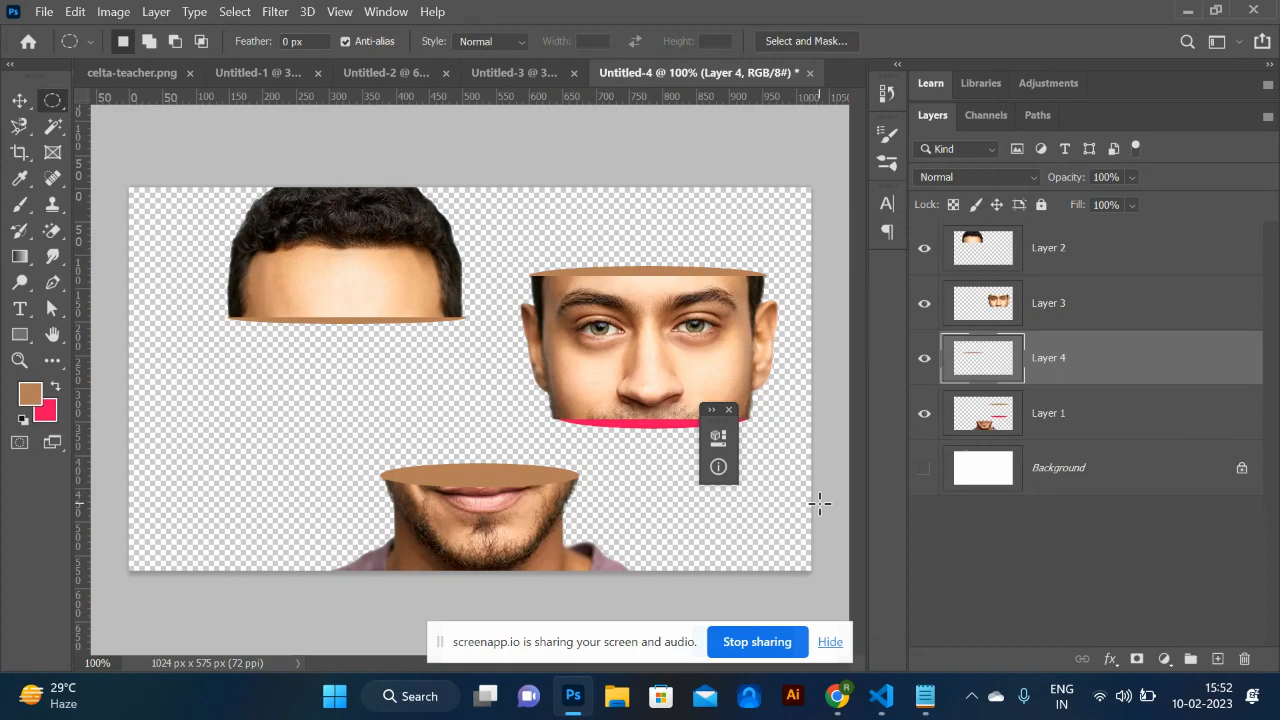 Ps File Edit Image Layer Type Select Filter 3D View Window Help
Feather: 0 px Anti-alias Style: Normal Width: Height: Select and Mask...
celta-teacher.png × Untitled-1 @ 3... × Untitled-2 @ 6... × Untitled-3 @ 3... × Untitled-4 @ 100% (Layer 4, RGB/8#) * ×
50 0 50 100 150 200 250 300 350 400 450 500 550 600 650 700 750 800 850 900 950 1000 1050
Learn Libraries Adjustments
Layers Channels Paths
Kind
Normal Opacity: 100%
Lock: Fill: 100%
Layer 2
Layer 3
Layer 4
Layer 1
Background
screenapp.io is sharing your screen and audio. Stop sharing Hide
100% 1024 px x 575 px (72 ppi)
29°C
Haze
Search
Ps
Ai
R
ENG
IN
15:52
10-02-2023